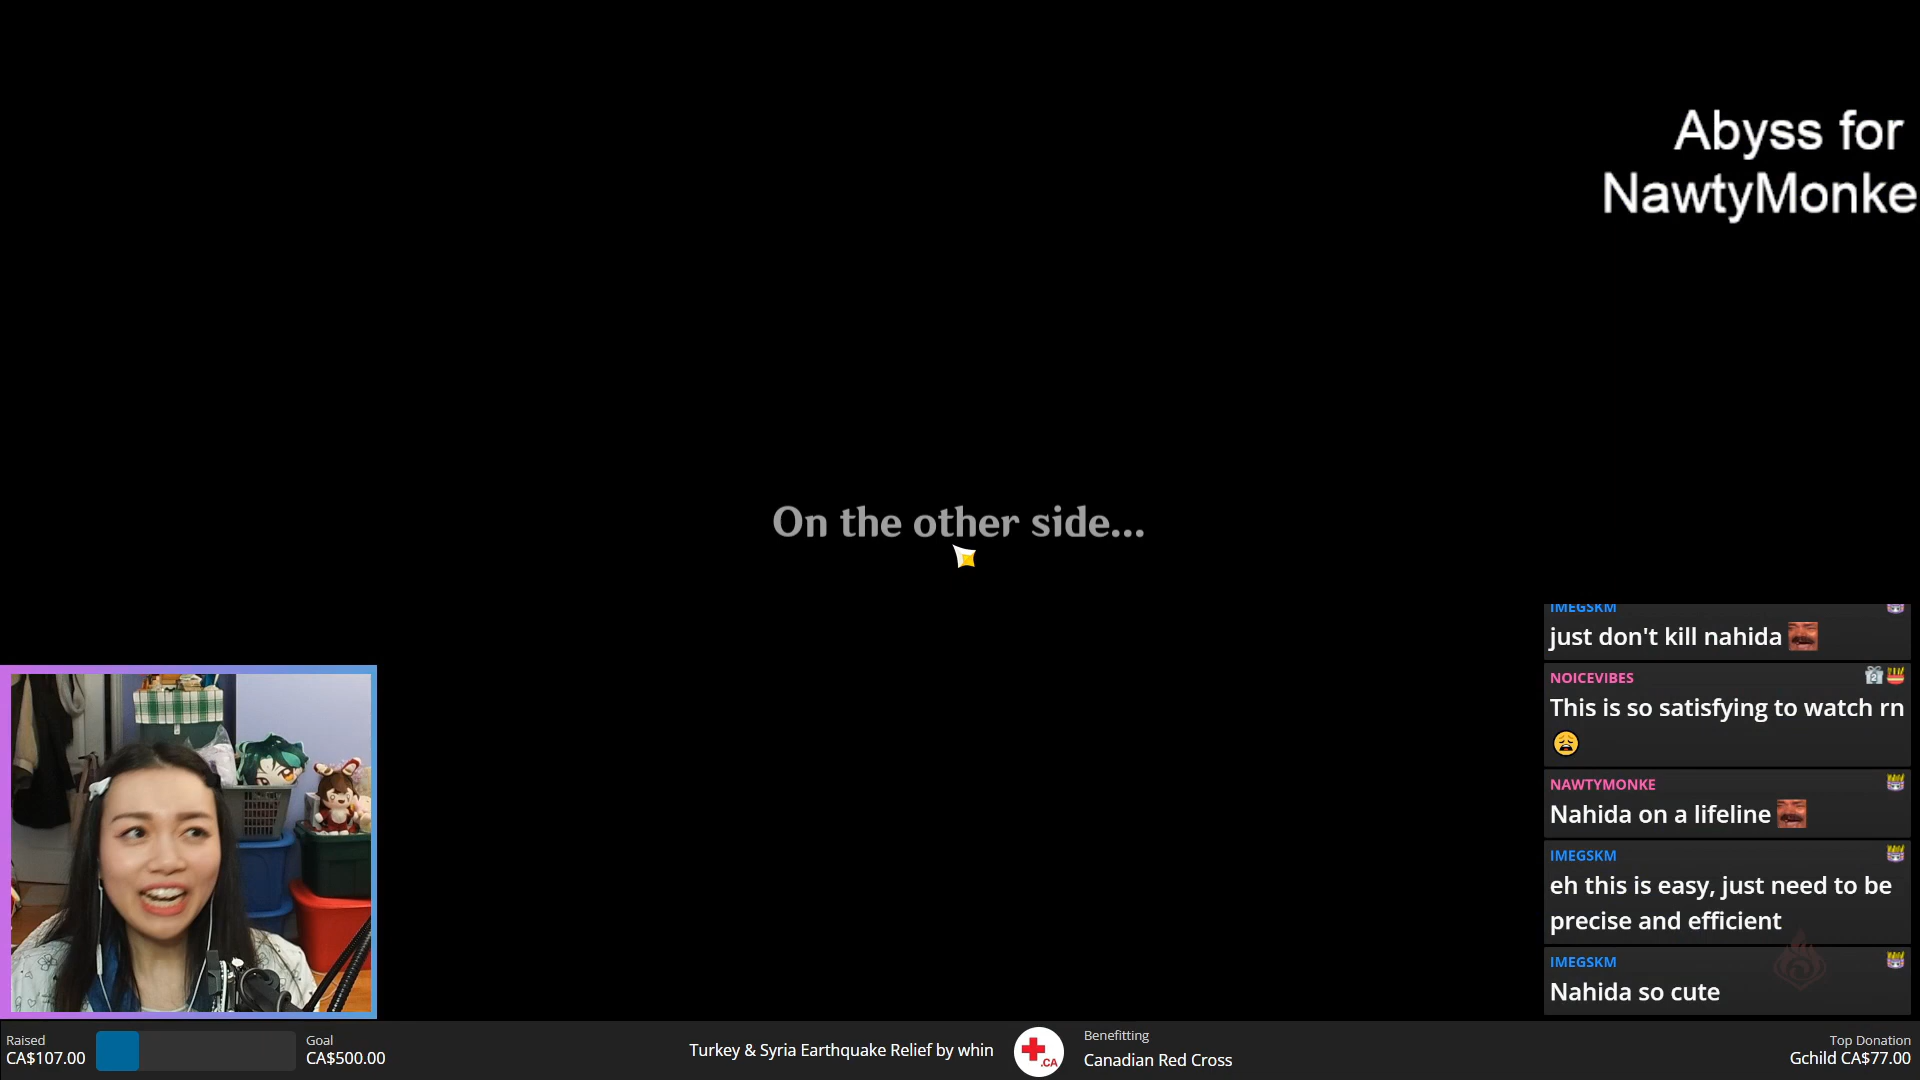 Abyss for
NawtyMonke
On the other side...
IMEGSKM
just don't kill nahida
NOICEVIBES
This is so satisfying to watch rn
NAWTYMONKE
Nahida on a lifeline
IMEGSKM
eh this is easy, just need to be
precise and efficient
IMEGSKM
Nahida so cute
Raised
CA$107.00
Goal
CA$500.00
Turkey & Syria Earthquake Relief by whin
.CA
Benefitting
Canadian Red Cross
Top Donation
Gchild CA$77.00